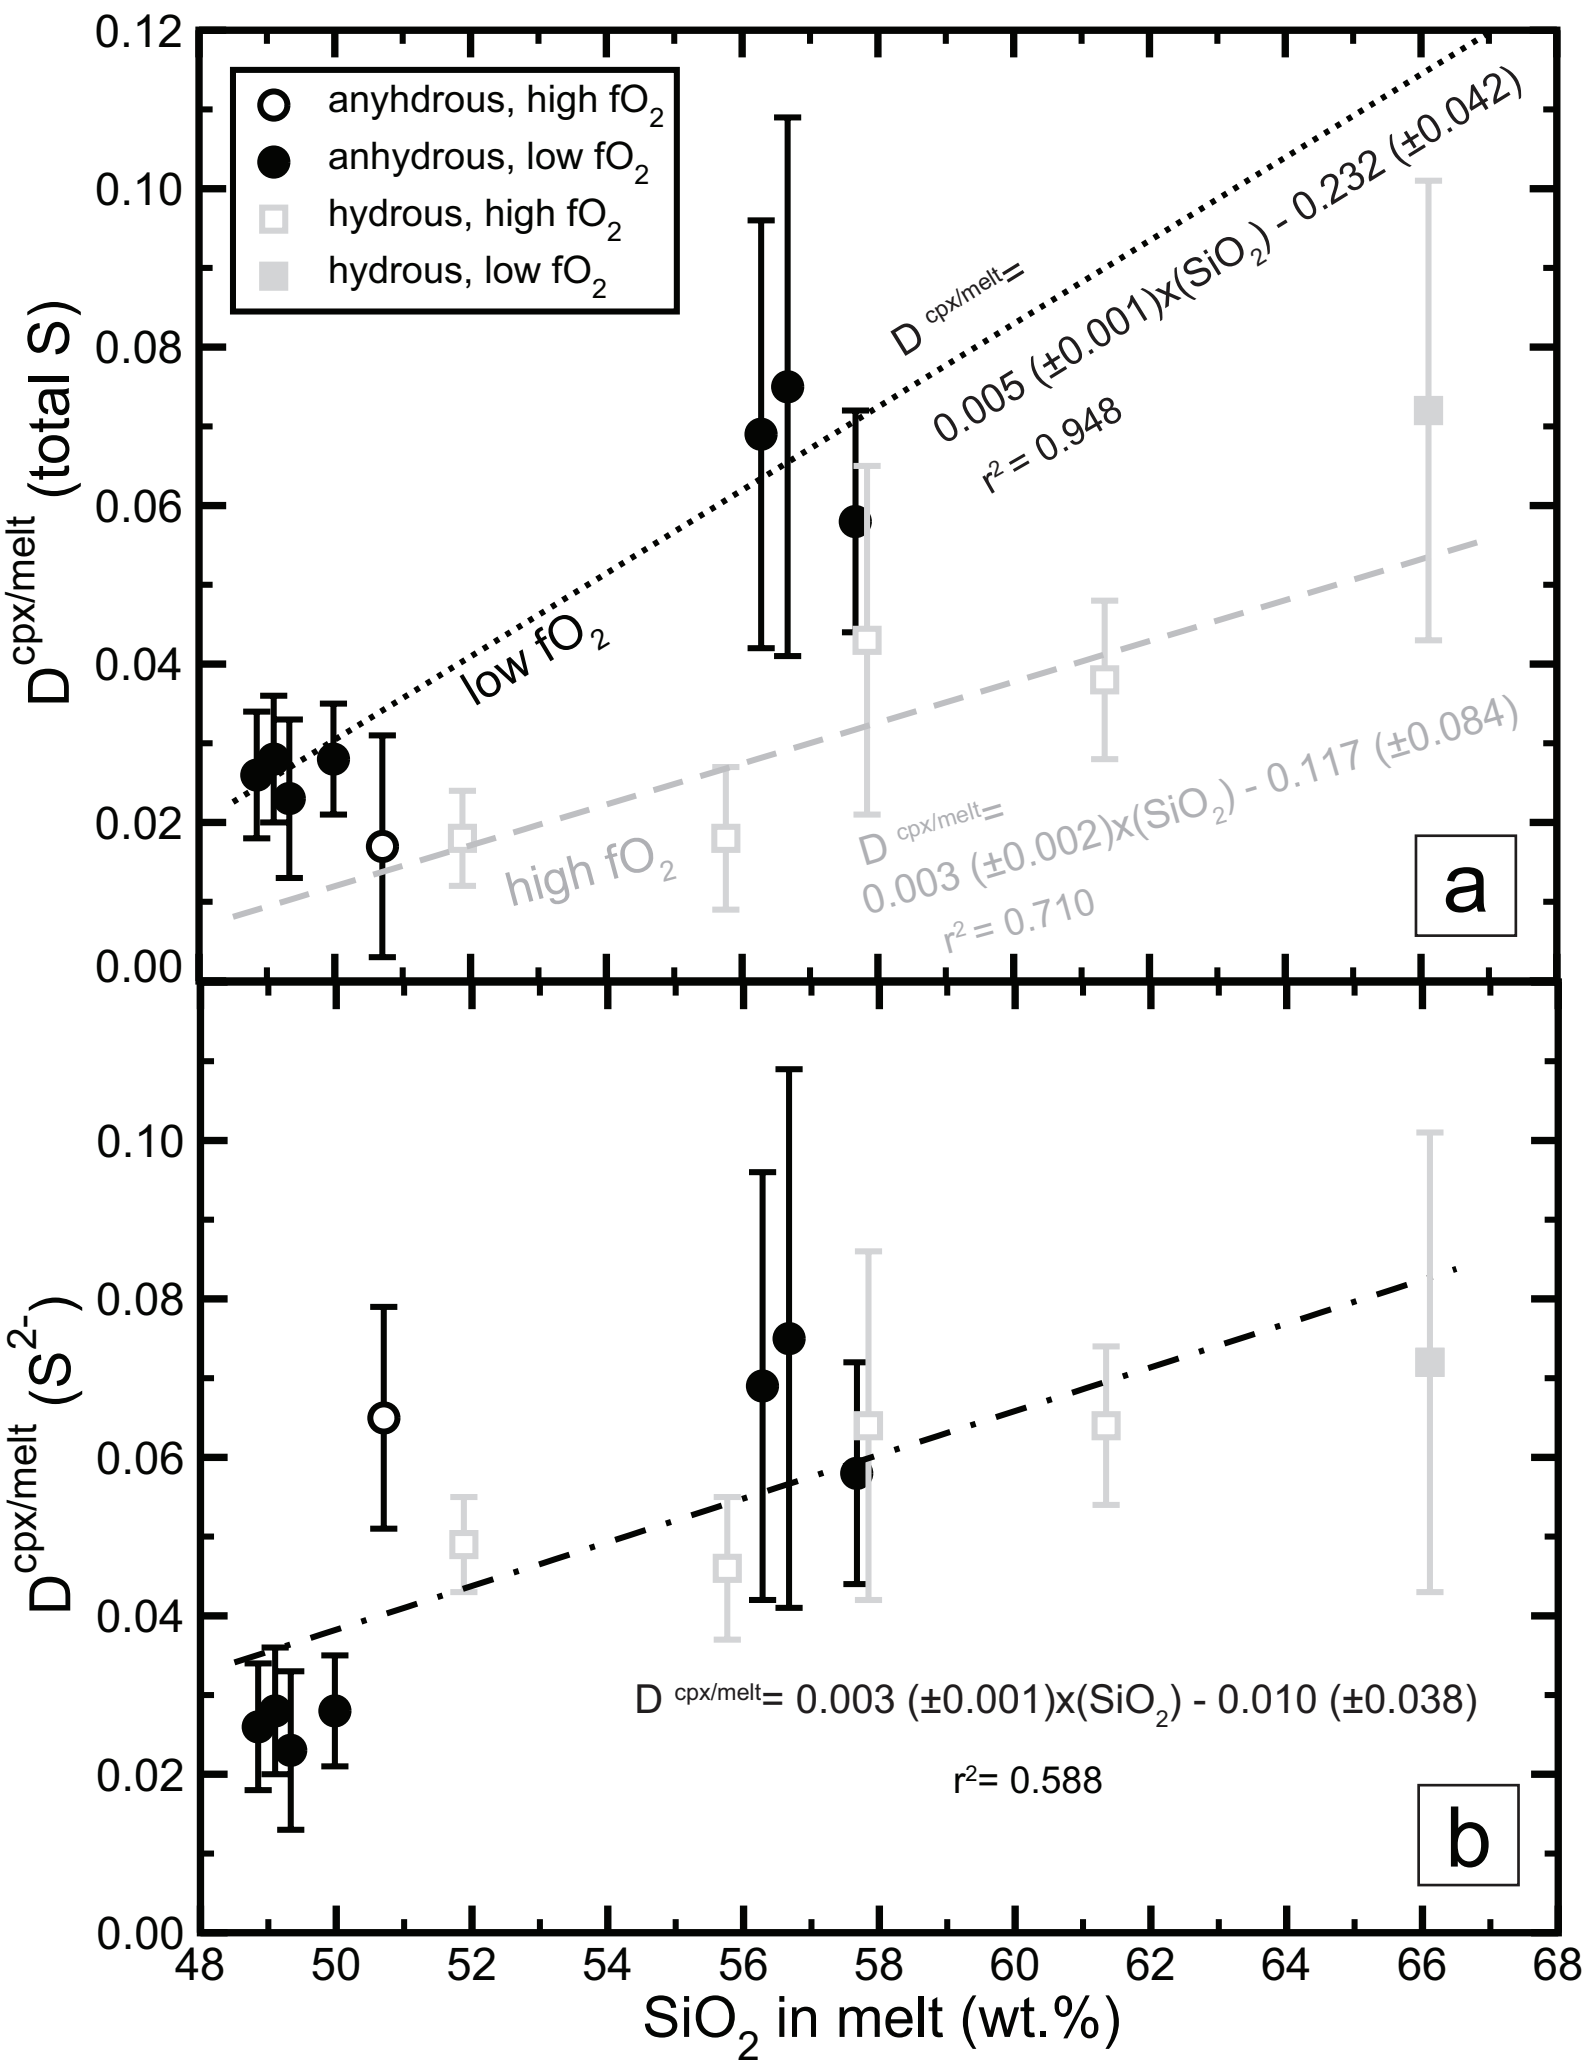 0.12
0.10
0.08
0.06
0.04
0.02
0.00
D cpx/melt (total S)
anyhdrous, high fO2
anhydrous, low fO2
hydrous, high fO2
hydrous, low fO2
D cpx/melt=
0.005 (±0.001)x(SiO2) - 0.232 (±0.042)
r2 = 0.948
low fO2
high fO2
D cpx/melt=
0.003 (±0.002)x(SiO2) - 0.117 (±0.084)
r2 = 0.710
a
0.10
0.08
0.06
0.04
0.02
0.00
D cpx/melt (S2-)
D cpx/melt= 0.003 (±0.001)x(SiO2) - 0.010 (±0.038)
r2= 0.588
b
48 50 52 54 56 58 60 62 64 66 68
SiO2 in melt (wt.%)